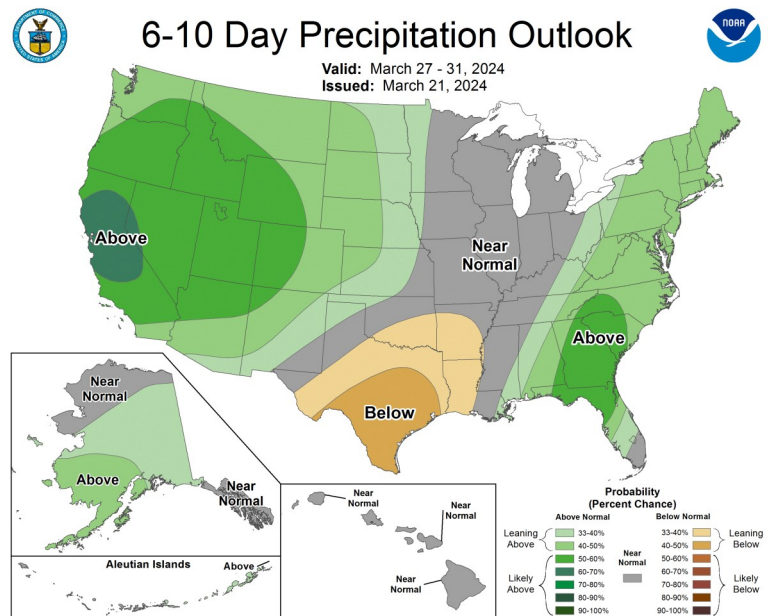 6-10 Day Precipitation Outlook
NOAA
Valid: March 27 - 31, 2024
Issued: March 21, 2024
Above
Near
Normal
Above
Below
Near
Normal
Above
Near
Normal
Aleutian Islands
Above
Near
Normal
Near
Normal
Near
Normal
Probability
(Percent Chance)
Above Normal
Below Normal
Leaning
Above
33-40%
40-50%
Likely
Above
50-60%
60-70%
70-80%
80-90%
90-100%
Near
Normal
33-40%
40-50%
Leaning
Below
50-60%
60-70%
70-80%
80-90%
90-100%
Likely
Below